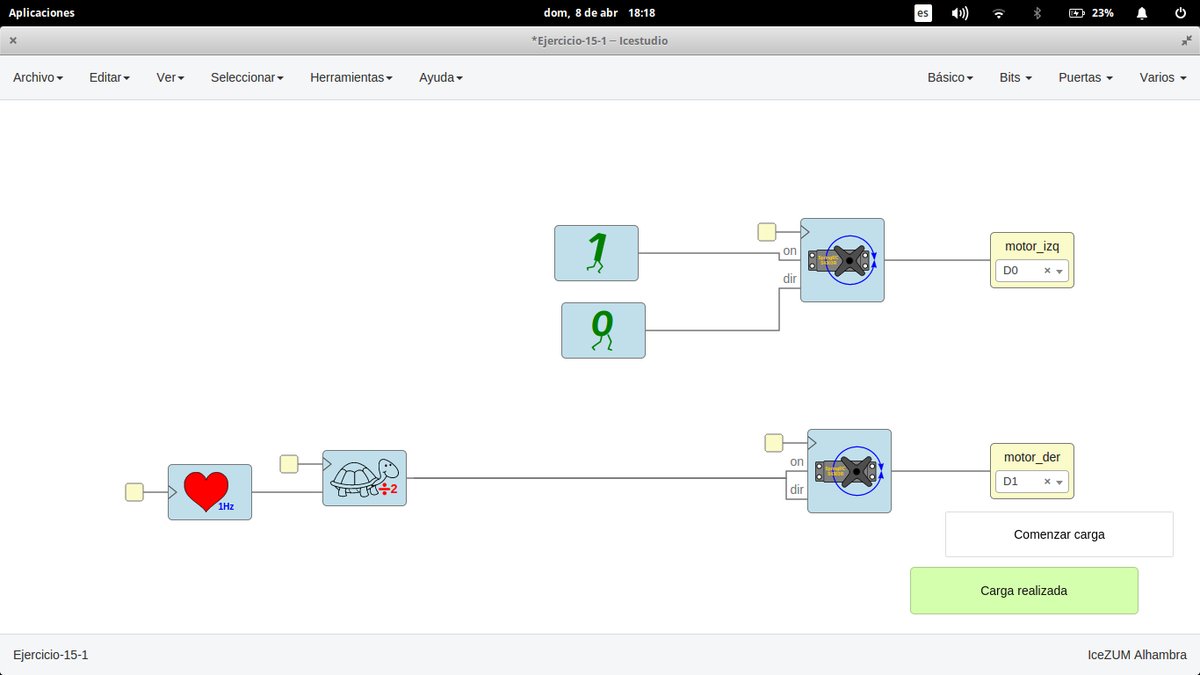 Aplicaciones
dom, 8 de abr 18:18
es
23%
*Ejercicio-15-1 — Icestudio
Archivo Editar Ver Seleccionar Herramientas Ayuda
Básico Bits Puertas Varios
1
on
dir
motor_izq
D0
0
1Hz
÷2
on
dir
motor_der
D1
Comenzar carga
Carga realizada
Ejercicio-15-1
IceZUM Alhambra